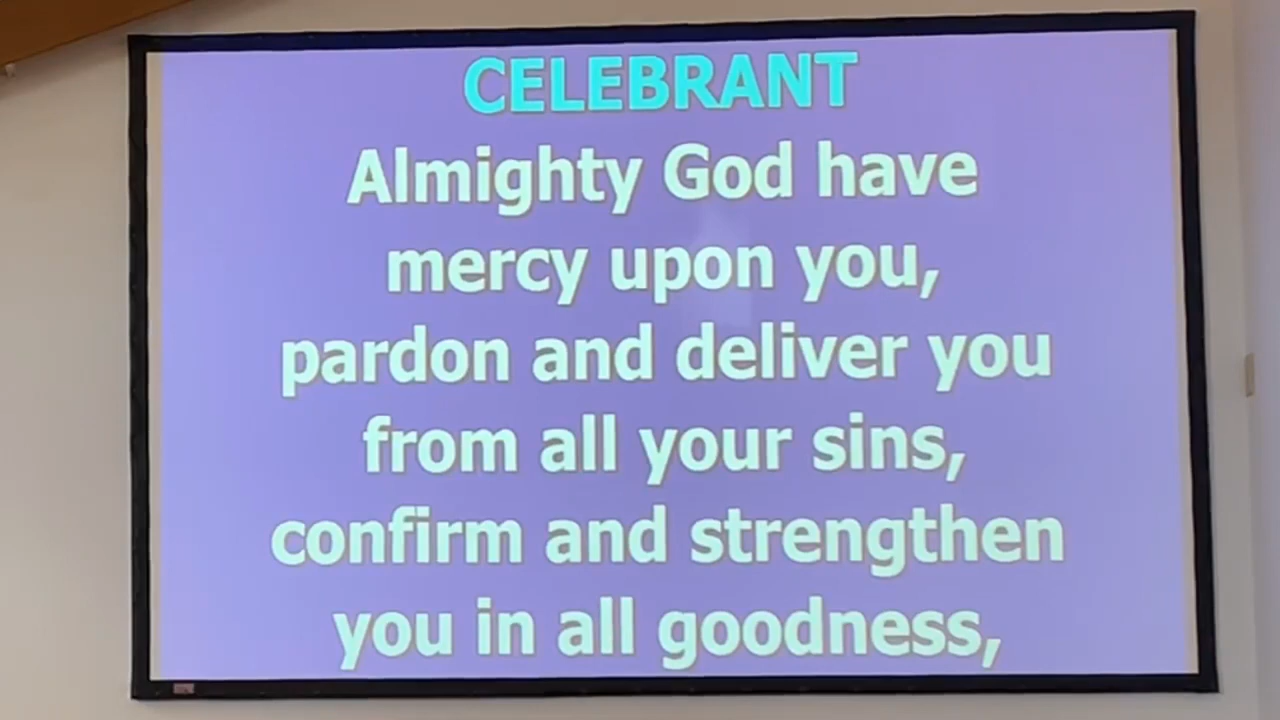 CELEBRANT
Almighty God have
mercy upon you,
pardon and deliver you
from all your sins,
confirm and strengthen
you in all goodness,